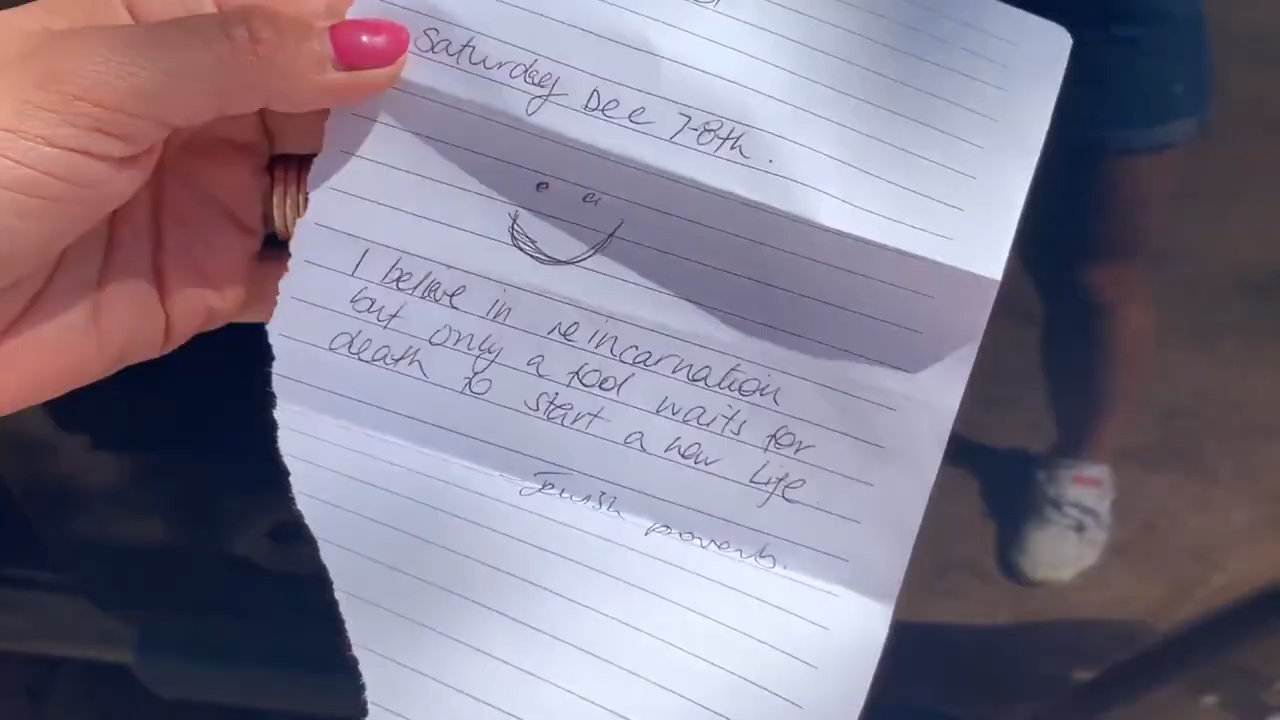 Saturday Dec 7-8th.
I believe in reincarnation
but only a fool waits for
death to start a new life.
Jewish proverb.